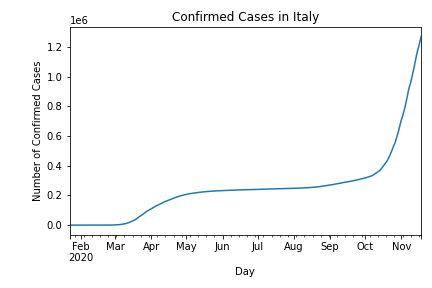 Confirmed Cases in Italy
1e6
1.2
1.0
0.8
0.6
0.4
0.2
0.0
Number of Confirmed Cases
Feb Mar Apr May Jun Jul Aug Sep Oct Nov
2020
Day